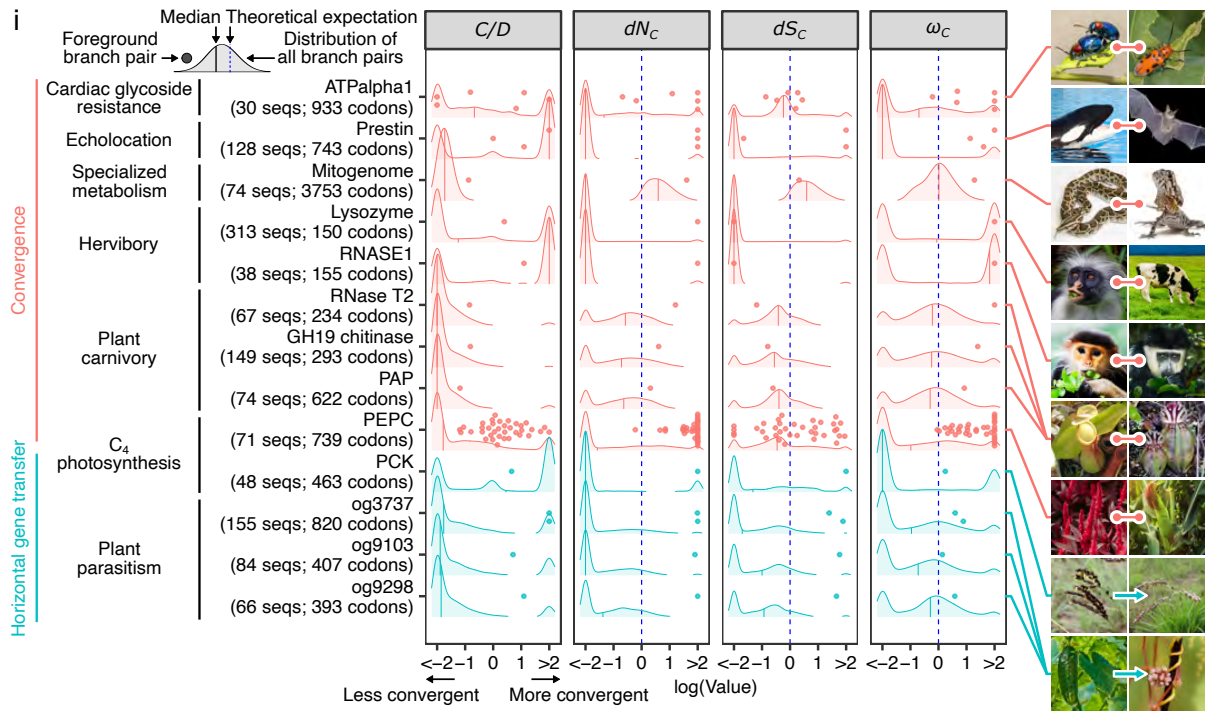 i
Median Theoretical expectation
Foreground branch pair
Distribution of all branch pairs
C/D
dNC
dSC
ωC
Convergence
Horizontal gene transfer
Cardiac glycoside resistance
ATPalpha1
(30 seqs; 933 codons)
Echolocation
Prestin
(128 seqs; 743 codons)
Specialized metabolism
Mitogenome
(74 seqs; 3753 codons)
Hervibory
Lysozyme
(313 seqs; 150 codons)
RNASE1
(38 seqs; 155 codons)
Plant carnivory
RNase T2
(67 seqs; 234 codons)
GH19 chitinase
(149 seqs; 293 codons)
PAP
(74 seqs; 622 codons)
C4 photosynthesis
PEPC
(71 seqs; 739 codons)
PCK
(48 seqs; 463 codons)
Plant parasitism
og3737
(155 seqs; 820 codons)
og9103
(84 seqs; 407 codons)
og9298
(66 seqs; 393 codons)
<-2 -1 0 1 >2
<-2 -1 0 1 >2
<-2 -1 0 1 >2
<-2 -1 0 1 >2
Less convergent
More convergent
log(Value)